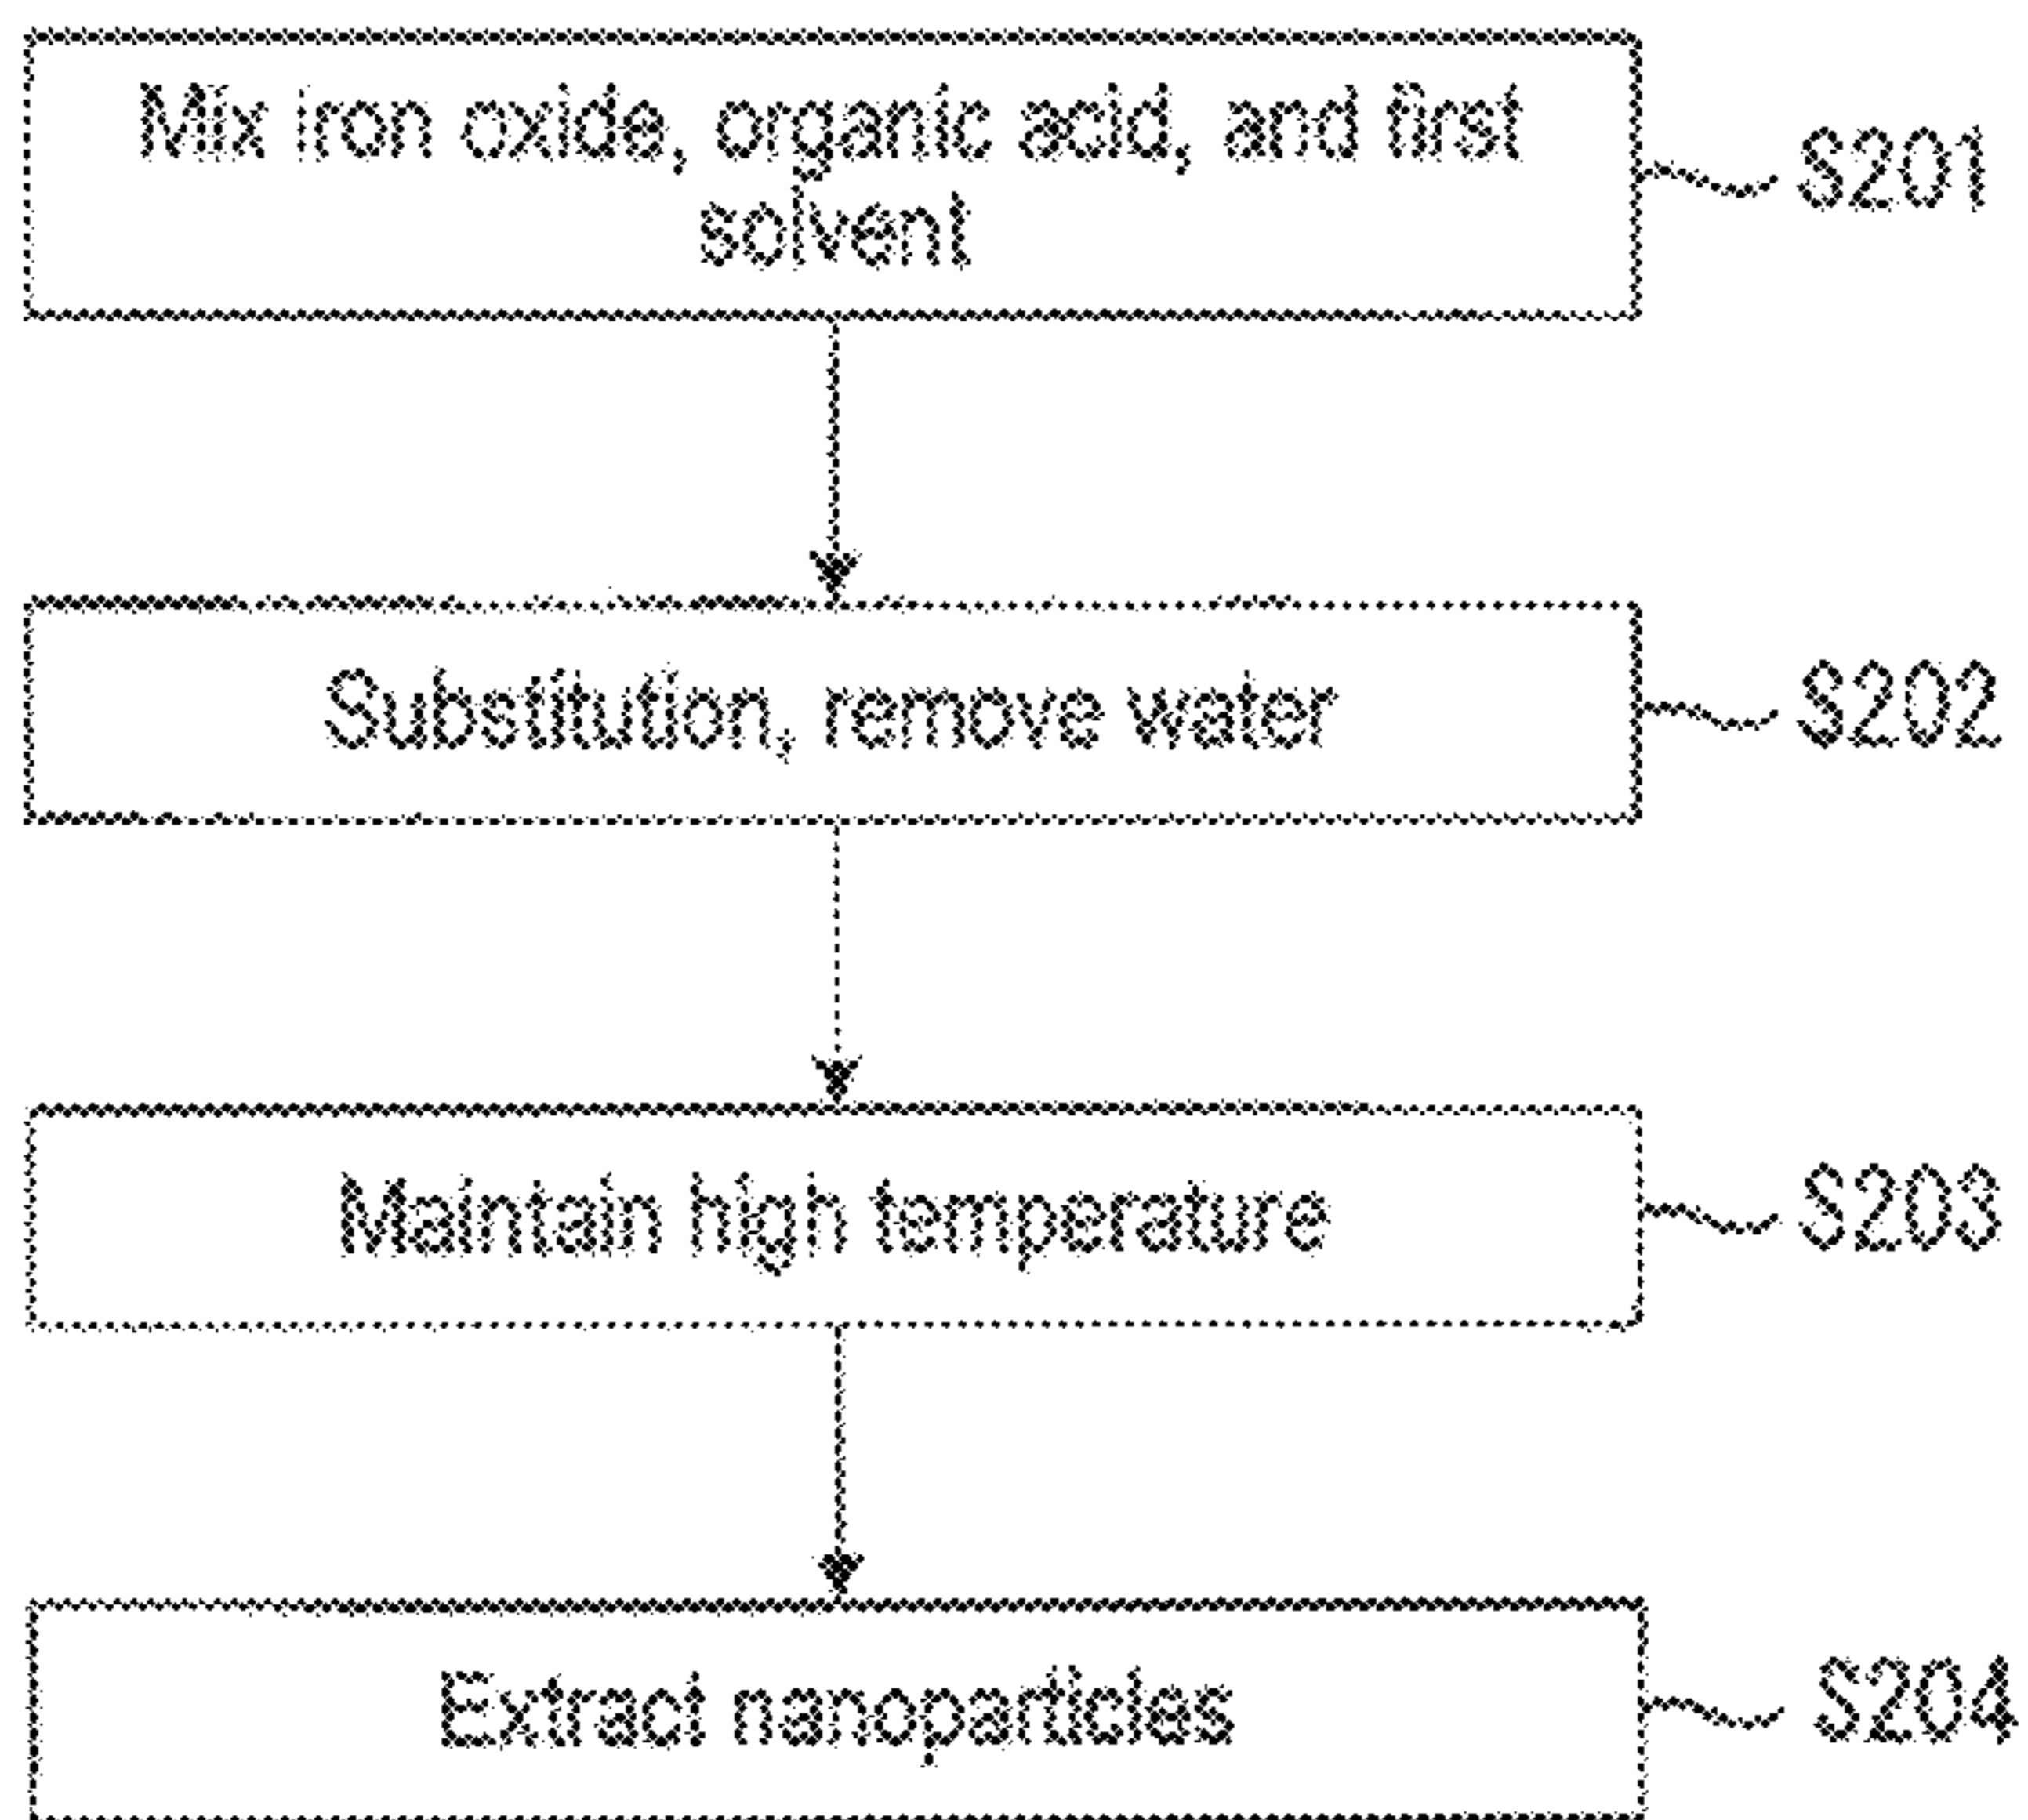 Mix iron oxide, organic acid, and first
solvent
S201
Substitution, remove water
S202
Maintain high temperature
S203
Extract nanoparticles
S204